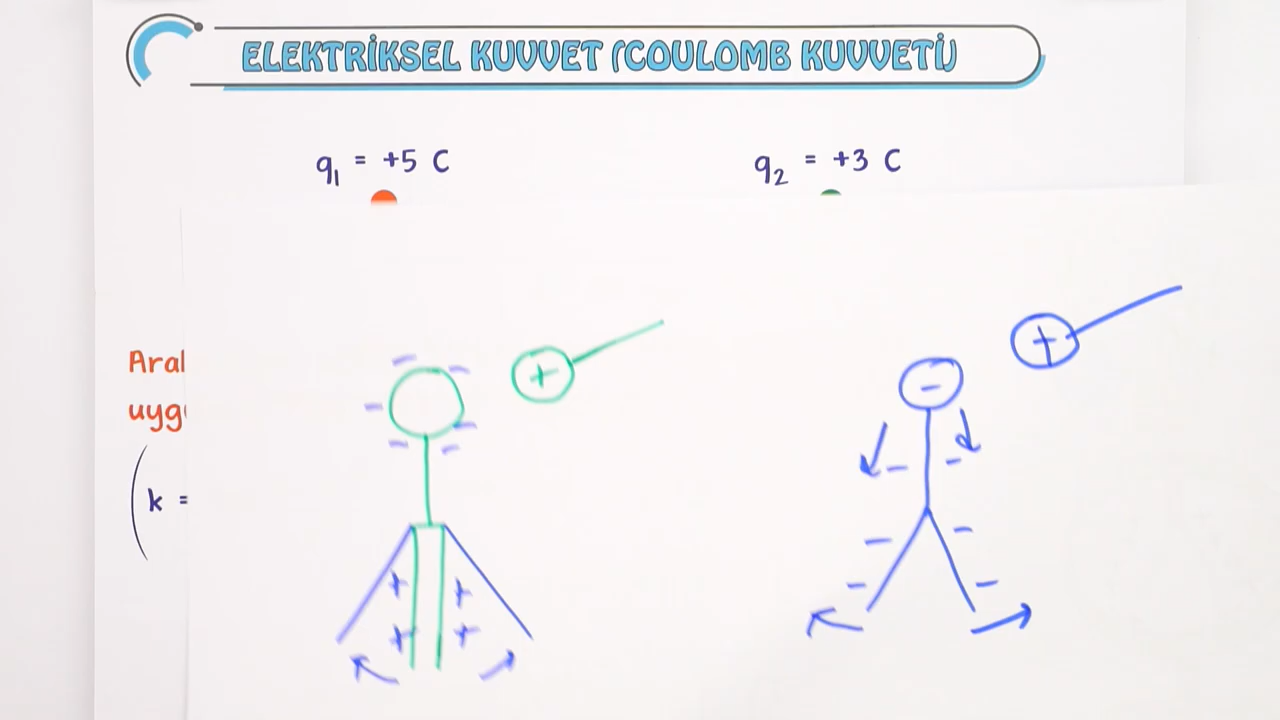 ELEKTRİKSEL KUVVET (COULOMB KUVVETİ)
q1 = +5 C
q2 = +3 C
Aral
uyg
(k =
+
+
-
- - - - - -
+ +
+ +
- -
- -
- -